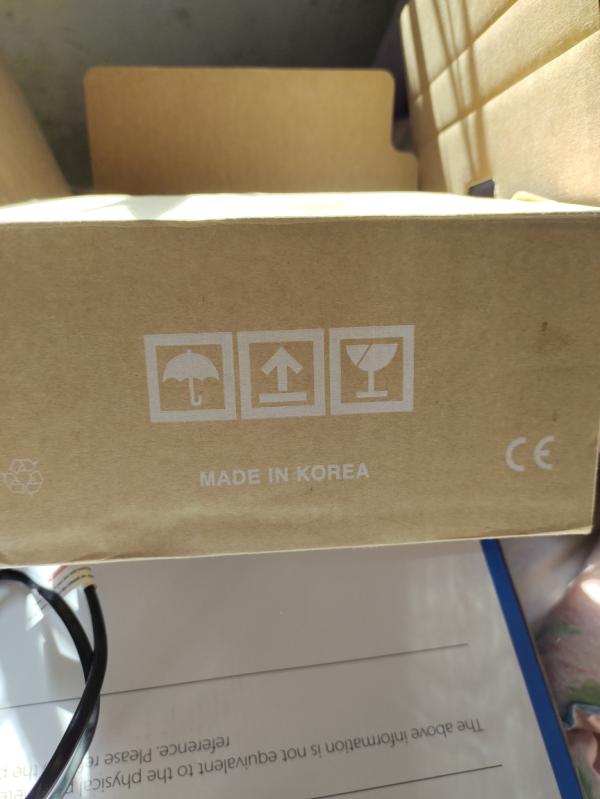 MADE IN KOREA
CE
The above information is not equivalent to the physical
reference. Please re